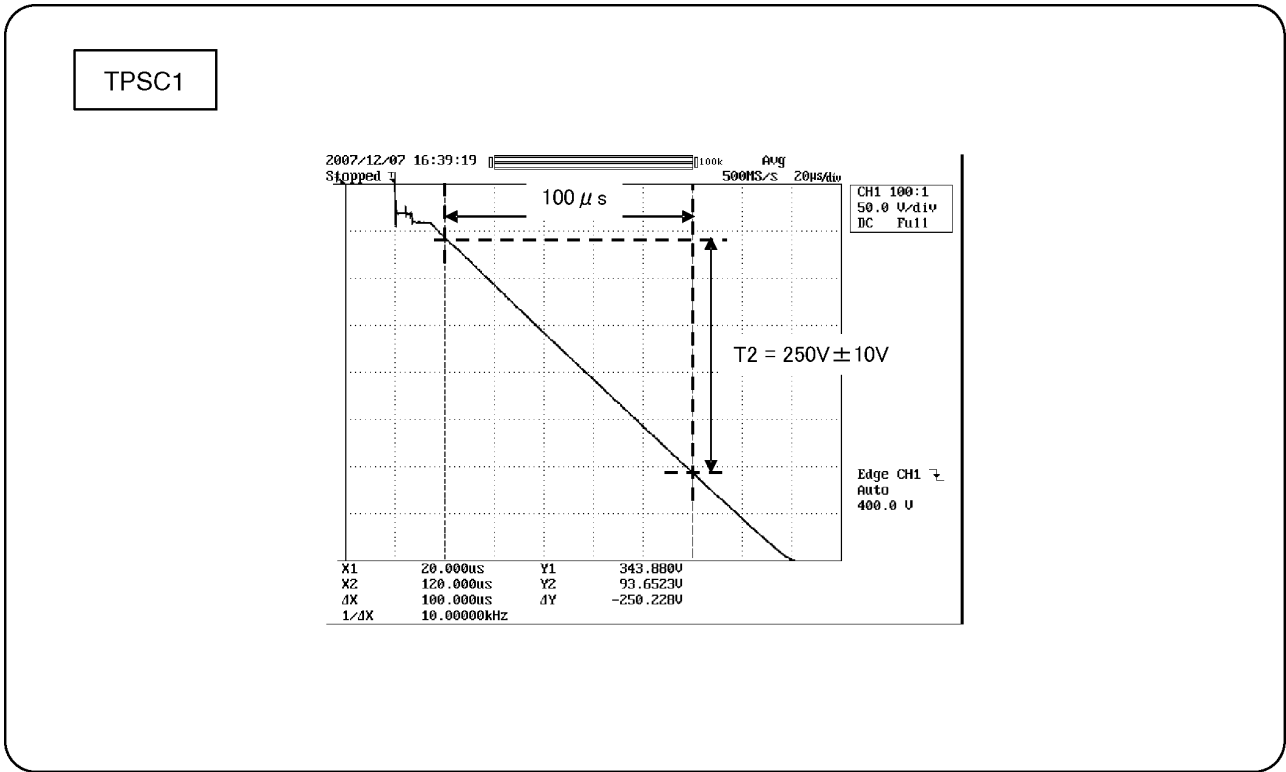 TPSC1
2007/12/07 16:39:19 100k Avg
Stopped 500MS/s 20μs/div
CH1 100:1
50.0 V/div
DC Full
100μs
T2 = 250V±10V
Edge CH1
Auto
400.0 V
X1 20.000us Y1 343.880V
X2 120.000us Y2 93.6523V
ΔX 100.000us ΔY -250.228V
1/ΔX 10.00000kHz